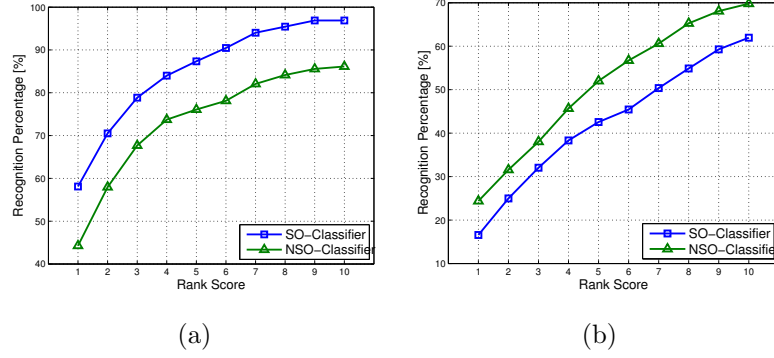 100
90
80
70
60
50
40
Recognition Percentage [%]
1 2 3 4 5 6 7 8 9 10
Rank Score
SO-Classifier
NSO-Classifier
(a)
70
60
50
40
30
20
10
Recognition Percentage [%]
1 2 3 4 5 6 7 8 9 10
Rank Score
SO-Classifier
NSO-Classifier
(b)